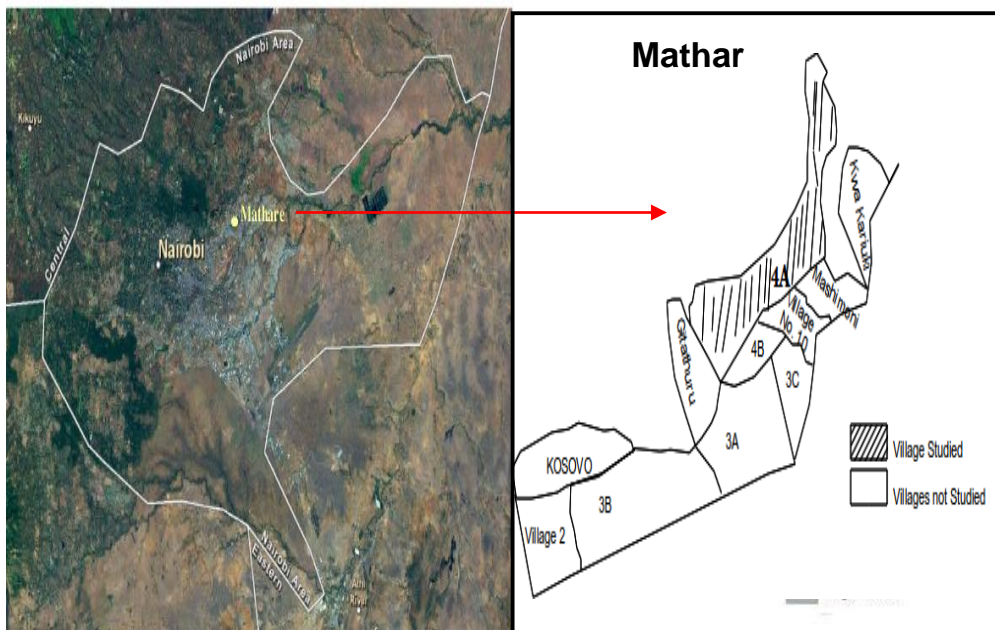 Nairobi Area
Kikuyu
Mathare
Nairobi
Central
Nairobi Area
Eastern
Athi
River
Mathar
Kwa Kariuki
4A
Mashimoni
Village
No. 10
Gitathuru
4B
3C
3A
KOSOVO
3B
Village 2
Village Studied
Villages not Studied